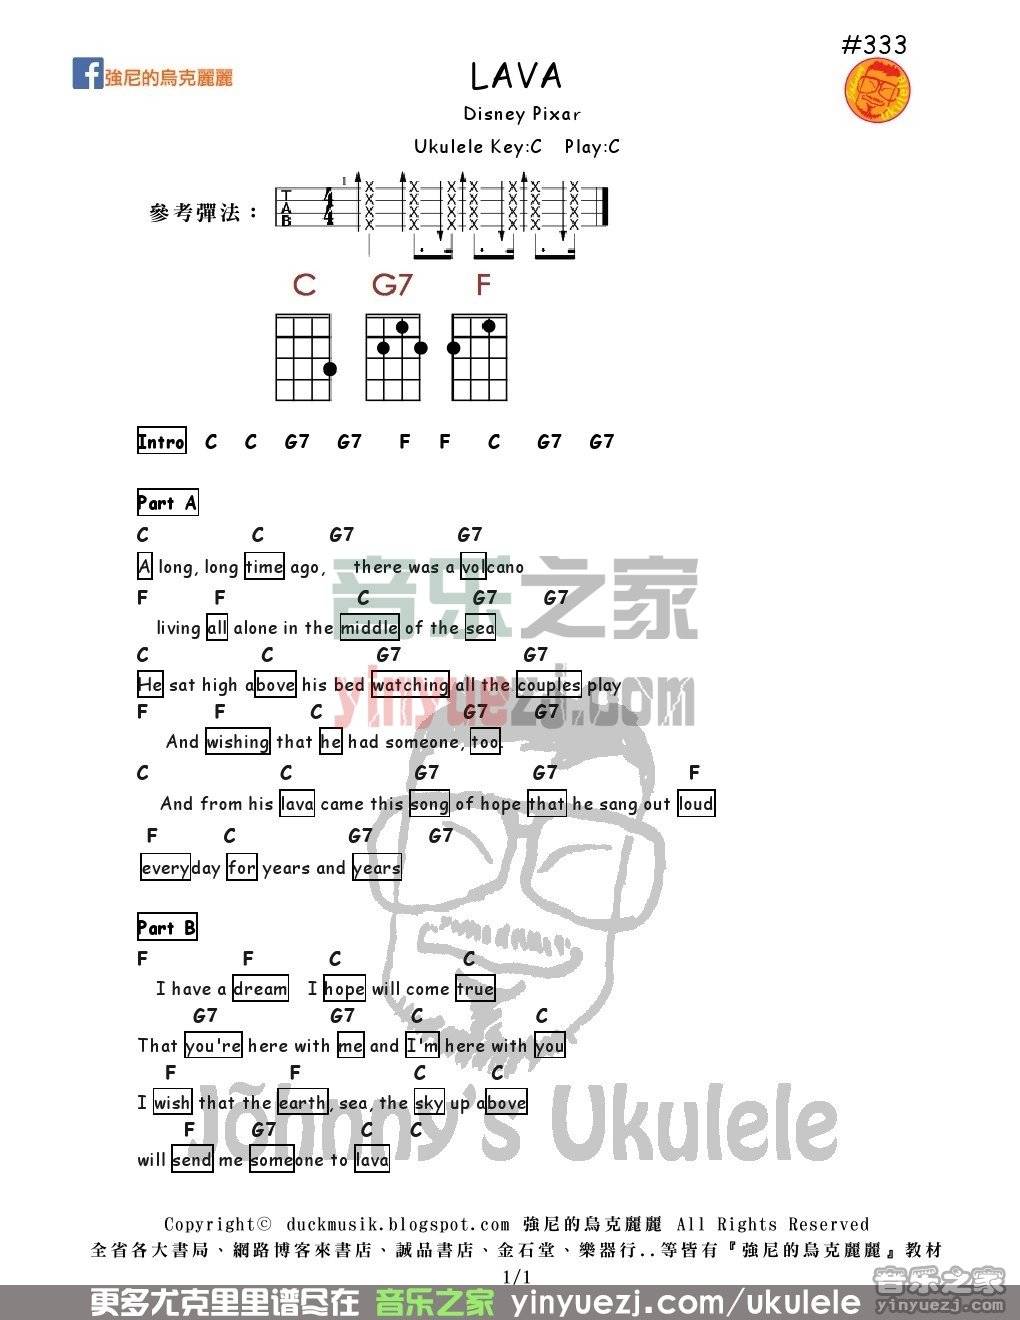 #333
強尼的烏克麗麗
LAVA
Disney Pixar
Ukulele Key:C Play:C
參考彈法：
T A B 4 4
C G7 F
Intro C C G7 G7 F F C G7 G7
Part A
C C G7 G7
A long, long time ago, there was a volcano
F F C G7 G7
living all alone in the middle of the sea
C C G7 G7
He sat high above his bed watching all the couples play
F F C G7 G7
And wishing that he had someone, too.
C C G7 G7 F
And from his lava came this song of hope that he sang out loud
F C G7 G7
everyday for years and years
Part B
F F C C
I have a dream I hope will come true
G7 G7 C C
That you're here with me and I'm here with you
F F C C
I wish that the earth, sea, the sky up above
F G7 C C
will send me someone to lava
音乐之家
yinyuezj.com
Johnny's Ukulele
Copyright© duckmusik.blogspot.com 強尼的烏克麗麗 All Rights Reserved
全省各大書局、網路博客來書店、誠品書店、金石堂、樂器行..等皆有『強尼的烏克麗麗』教材
1/1
更多尤克里里谱尽在 音乐之家 yinyuezj.com/ukulele
音乐之家
yinyuezj.com